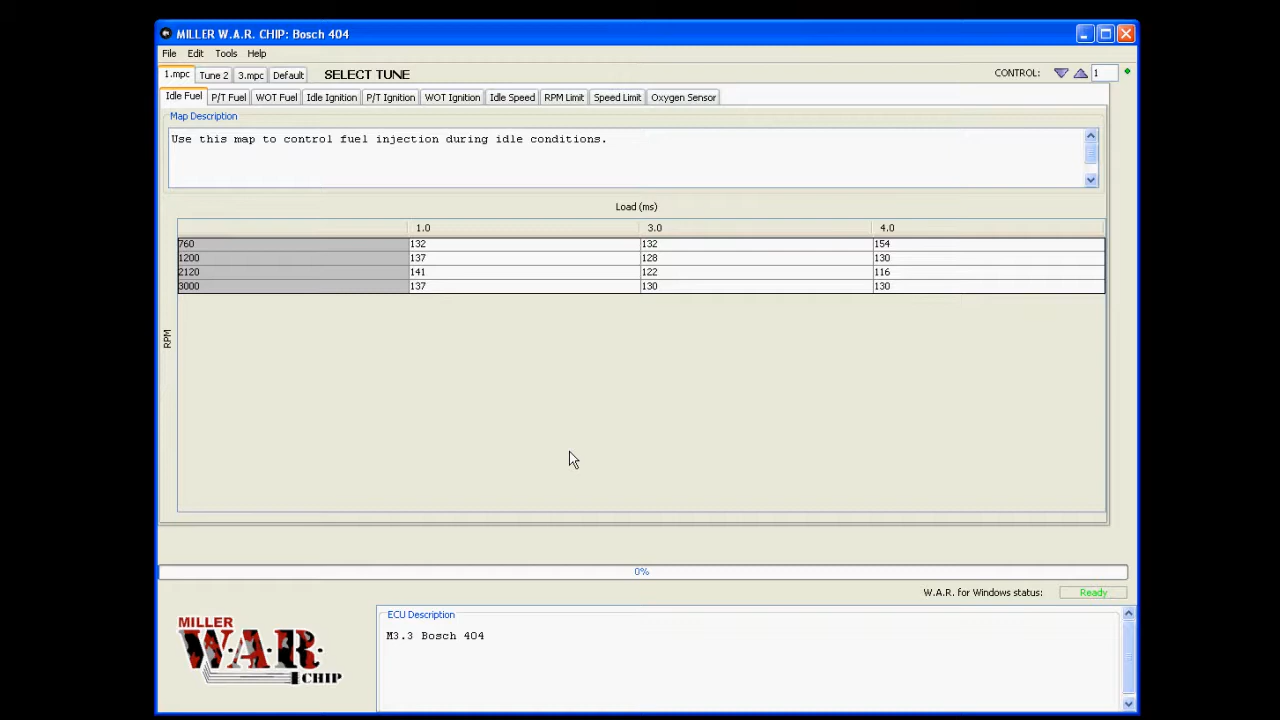 MILLER W.A.R. CHIP: Bosch 404
File Edit Tools Help
1.mpc Tune 2 3.mpc Default SELECT TUNE CONTROL: 1
Idle Fuel P/T Fuel WOT Fuel Idle Ignition P/T Ignition WOT Ignition Idle Speed RPM Limit Speed Limit Oxygen Sensor
Map Description
Use this map to control fuel injection during idle conditions.
Load (ms)
1.0 3.0 4.0
760 132 132 154
1200 137 128 130
2120 141 122 116
3000 137 130 130
RPM
0%
W.A.R. for Windows status: Ready
MILLER
W.A.R.
CHIP
ECU Description
M3.3 Bosch 404